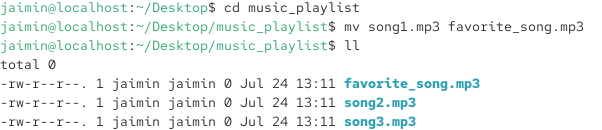 jaimin@localhost:~/Desktop$ cd music_playlist
jaimin@localhost:~/Desktop/music_playlist$ mv song1.mp3 favorite_song.mp3
jaimin@localhost:~/Desktop/music_playlist$ ll
total 0
-rw-r--r--. 1 jaimin jaimin 0 Jul 24 13:11 favorite_song.mp3
-rw-r--r--. 1 jaimin jaimin 0 Jul 24 13:11 song2.mp3
-rw-r--r--. 1 jaimin jaimin 0 Jul 24 13:11 song3.mp3